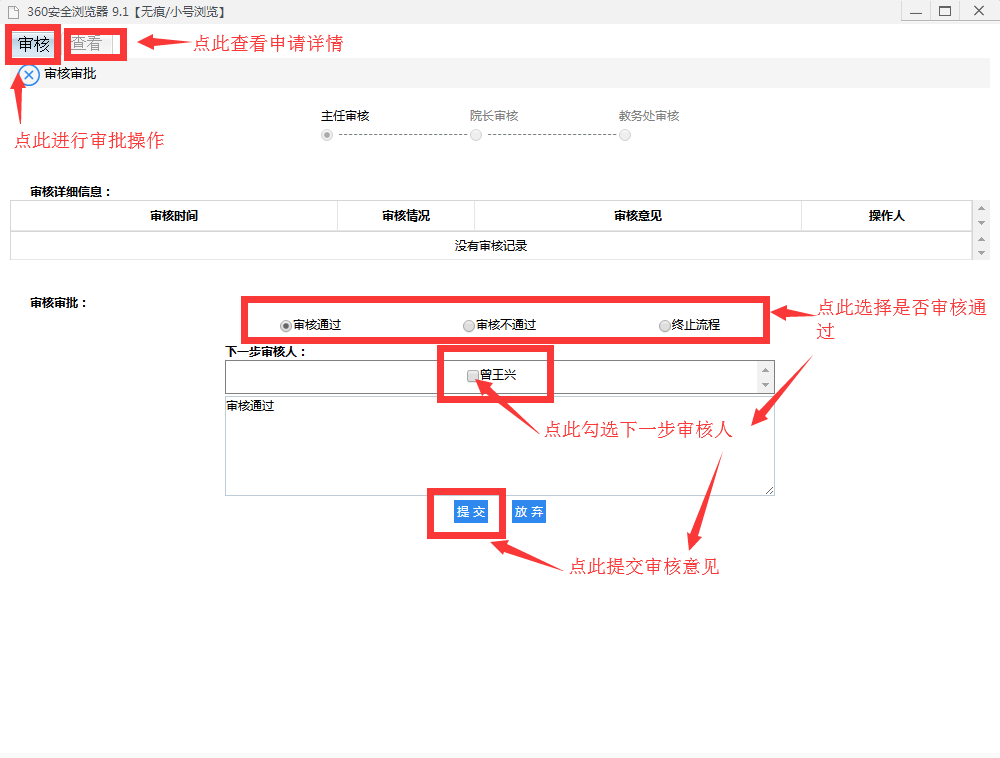 360安全浏览器 9.1【无痕/小号浏览】
审核 查看 点此查看申请详情
审核审批
点此进行审批操作
主任审核 院长审核 教务处审核
审核详细信息：
审核时间 审核情况 审核意见 操作人
没有审核记录
审核审批：
审核通过 审核不通过 终止流程
点此选择是否审核通
过
下一步审核人：
曾王兴
审核通过
点此勾选下一步审核人
提 交 放 弃
点此提交审核意见